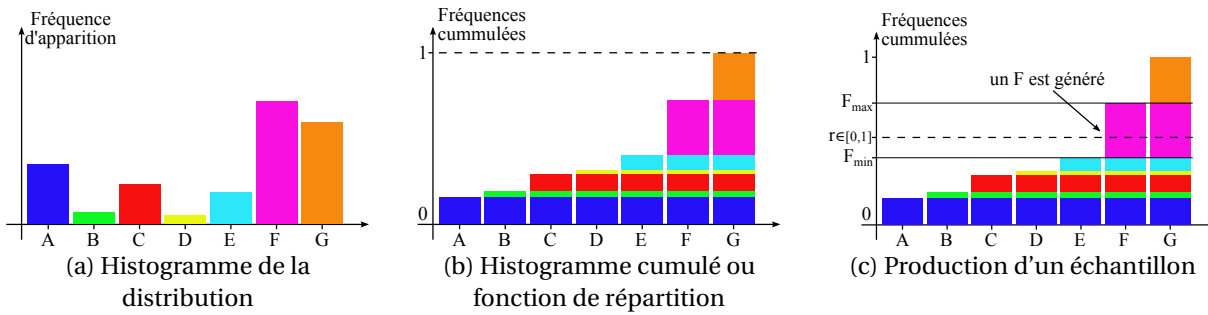 Fréquence
d'apparition
A B C D E F G
(a) Histogramme de la
distribution
Fréquences
cummulées
1
0
A B C D E F G
(b) Histogramme cumulé ou
fonction de répartition
Fréquences
cummulées
1
un F est généré
Fmax
r∈[0,1]
Fmin
0
A B C D E F G
(c) Production d'un échantillon